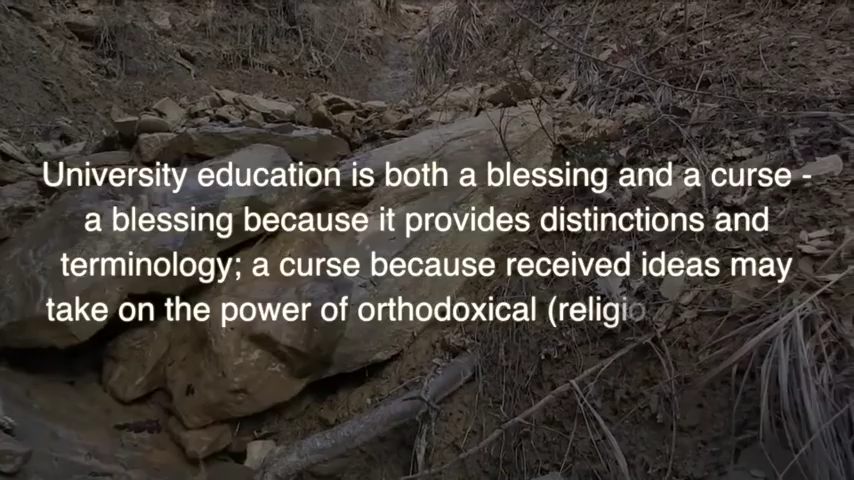 University education is both a blessing and a curse -
a blessing because it provides distinctions and
terminology; a curse because received ideas may
take on the power of orthodoxical (religio